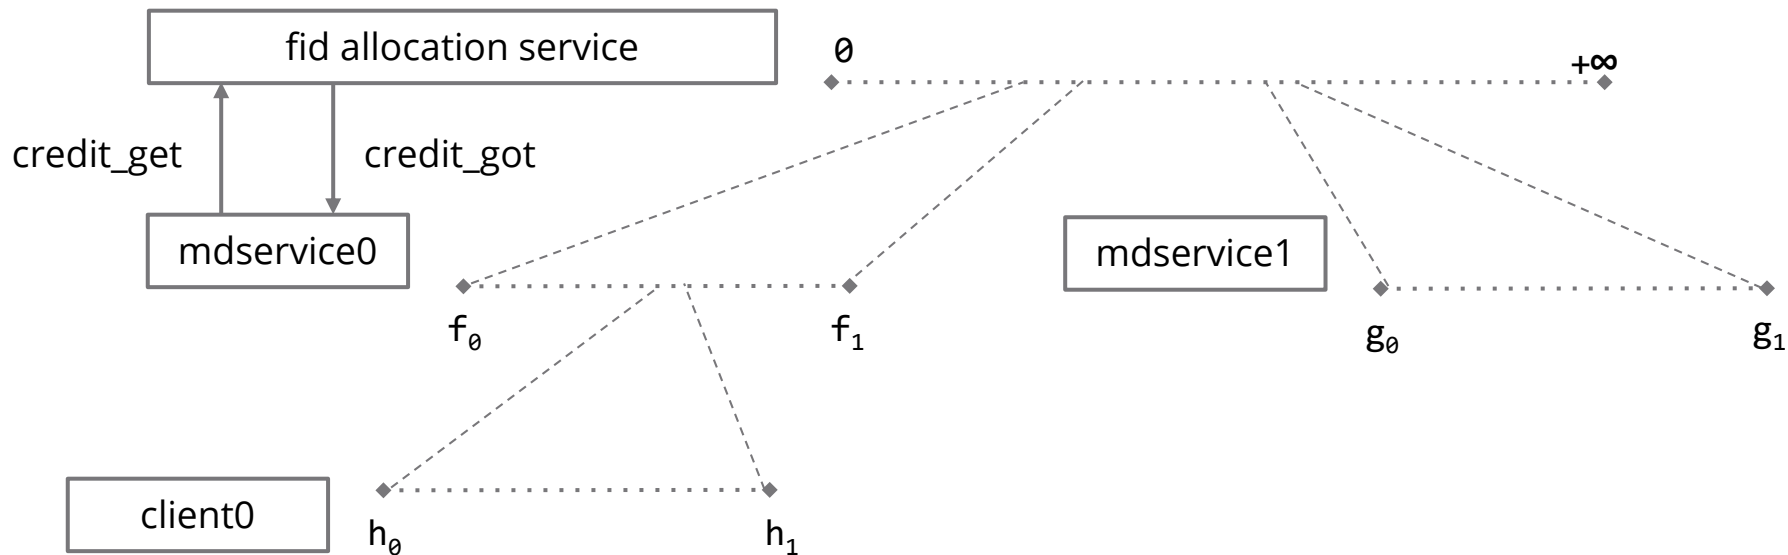 fid allocation service
0
+∞
credit_get
credit_got
mdservice0
mdservice1
f₀
f₁
g₀
g₁
client0
h₀
h₁